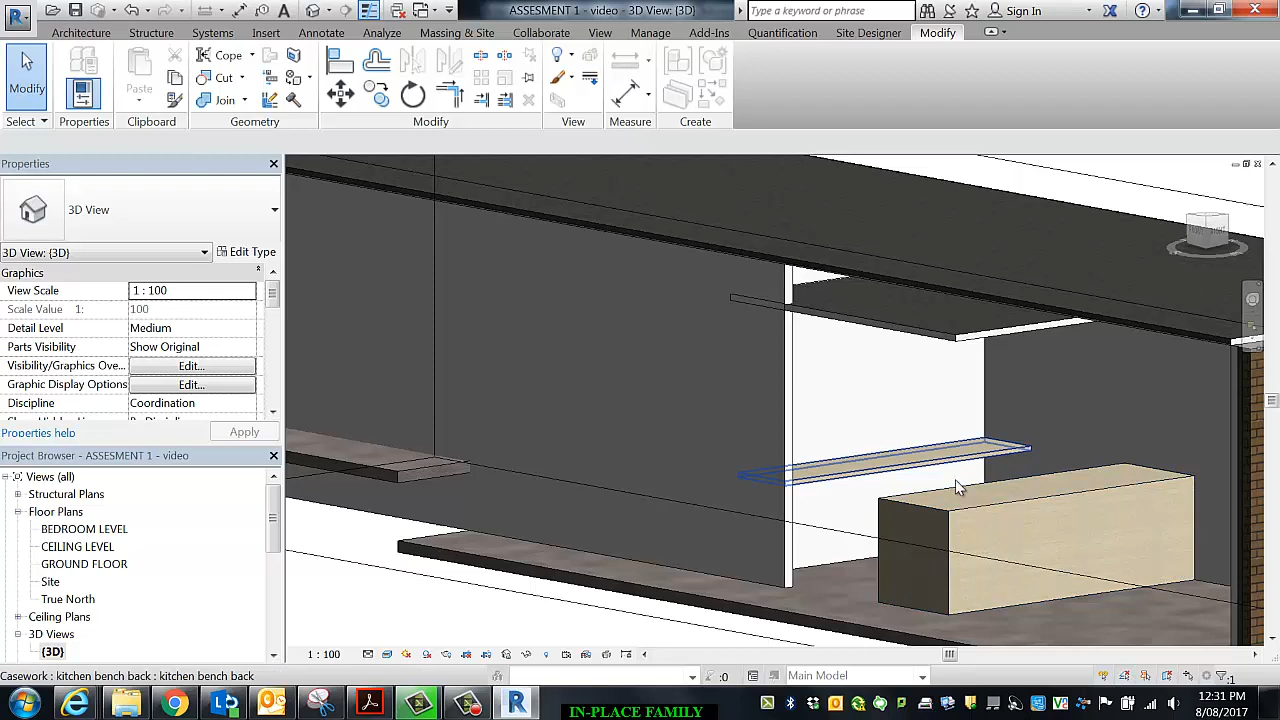 ASSESMENT 1 - video - 3D View: {3D}
Type a keyword or phrase
Sign In
Architecture Structure Systems Insert Annotate Analyze Massing & Site Collaborate View Manage Add-Ins Quantification Site Designer Modify
Modify
Paste
Cope
Cut
Join
Select Properties Clipboard Geometry Modify View Measure Create
Properties
3D View
3D View: {3D} Edit Type
Graphics
View Scale 1 : 100
Scale Value 1: 100
Detail Level Medium
Parts Visibility Show Original
Visibility/Graphics Ove... Edit...
Graphic Display Options Edit...
Discipline Coordination
Properties help Apply
Project Browser - ASSESMENT 1 - video
Views (all)
Structural Plans
Floor Plans
BEDROOM LEVEL
CEILING LEVEL
GROUND FLOOR
Site
True North
Ceiling Plans
3D Views
{3D}
1 : 100
Casework : kitchen bench back : kitchen bench back
:0
Main Model
:1
12:31 PM
8/08/2017
IN-PLACE FAMILY